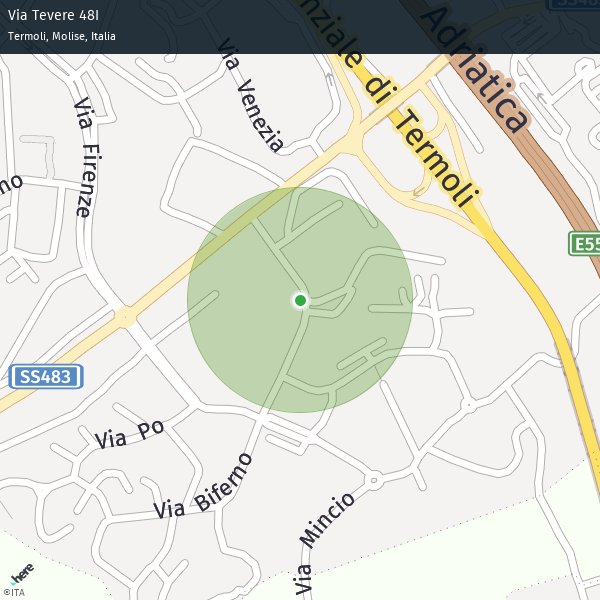 Via Tevere 48I
Termoli, Molise, Italia
Via Venezia
nziale di Termoli
Adriatica
Via Firenze
no
E55
SS483
Via Po
Via Biferno
Via Mincio
here
©ITA